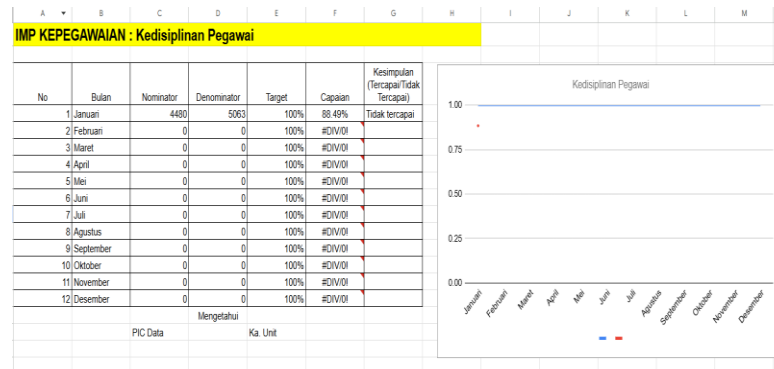 A B C D E F G H I J K L M
IMP KEPEGAWAIAN : Kedisiplinan Pegawai
No Bulan Nominator Denominator Target Capaian Kesimpulan (Tercapai/Tidak Tercapai)
1 Januari 4480 5063 100% 88.49% Tidak tercapai
2 Februari 0 0 100% #DIV/0!
3 Maret 0 0 100% #DIV/0!
4 April 0 0 100% #DIV/0!
5 Mei 0 0 100% #DIV/0!
6 Juni 0 0 100% #DIV/0!
7 Juli 0 0 100% #DIV/0!
8 Agustus 0 0 100% #DIV/0!
9 September 0 0 100% #DIV/0!
10 Oktober 0 0 100% #DIV/0!
11 November 0 0 100% #DIV/0!
12 Desember 0 0 100% #DIV/0!
Mengetahui
PIC Data Ka. Unit
Kedisiplinan Pegawai
1.00
0.75
0.50
0.25
0.00
Januari Februari Maret April Mei Juni Juli Agustus September Oktober November Desember